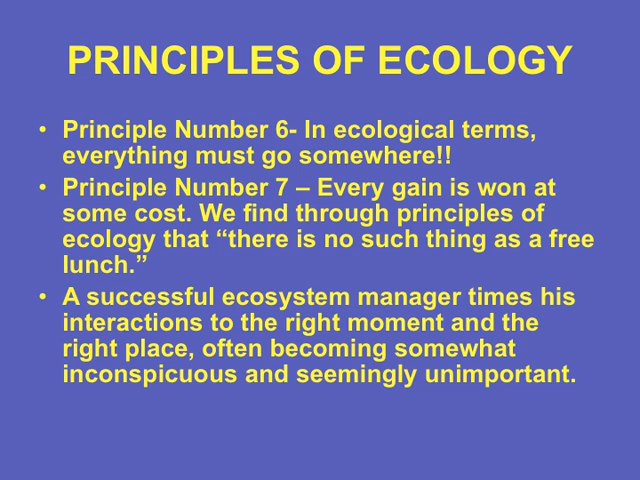 PRINCIPLES OF ECOLOGY
• Principle Number 6- In ecological terms,
everything must go somewhere!!
• Principle Number 7 – Every gain is won at
some cost. We find through principles of
ecology that “there is no such thing as a free
lunch.”
• A successful ecosystem manager times his
interactions to the right moment and the
right place, often becoming somewhat
inconspicuous and seemingly unimportant.